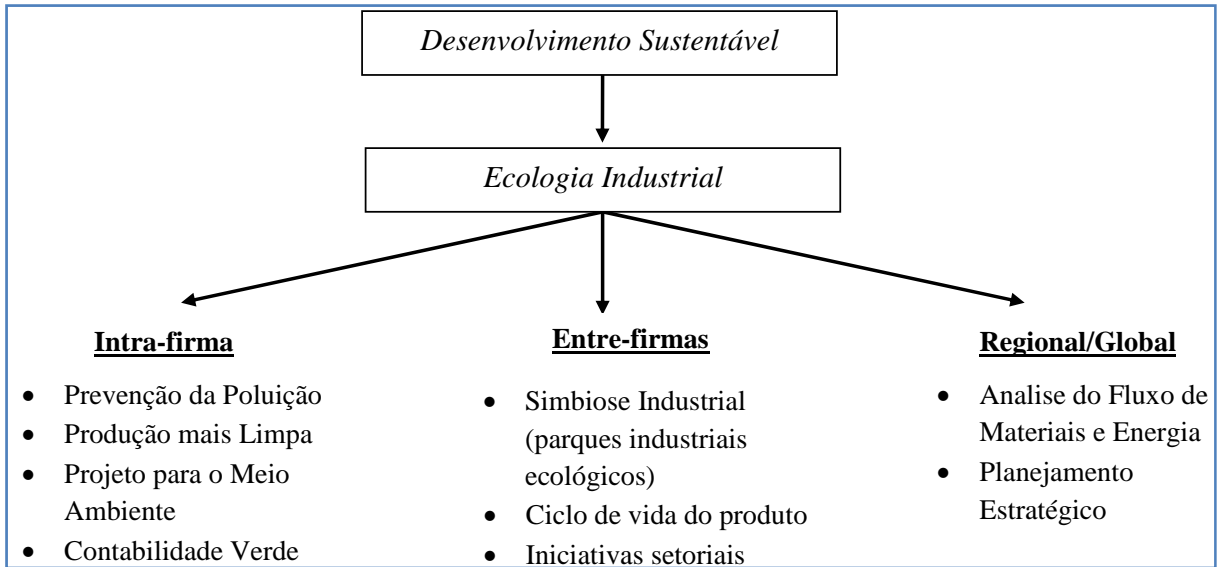 Desenvolvimento Sustentável
Ecologia Industrial
Intra-firma
• Prevenção da Poluição
• Produção mais Limpa
• Projeto para o Meio
Ambiente
• Contabilidade Verde
Entre-firmas
• Simbiose Industrial
(parques industriais
ecológicos)
• Ciclo de vida do produto
• Iniciativas setoriais
Regional/Global
• Analise do Fluxo de
Materiais e Energia
• Planejamento
Estratégico